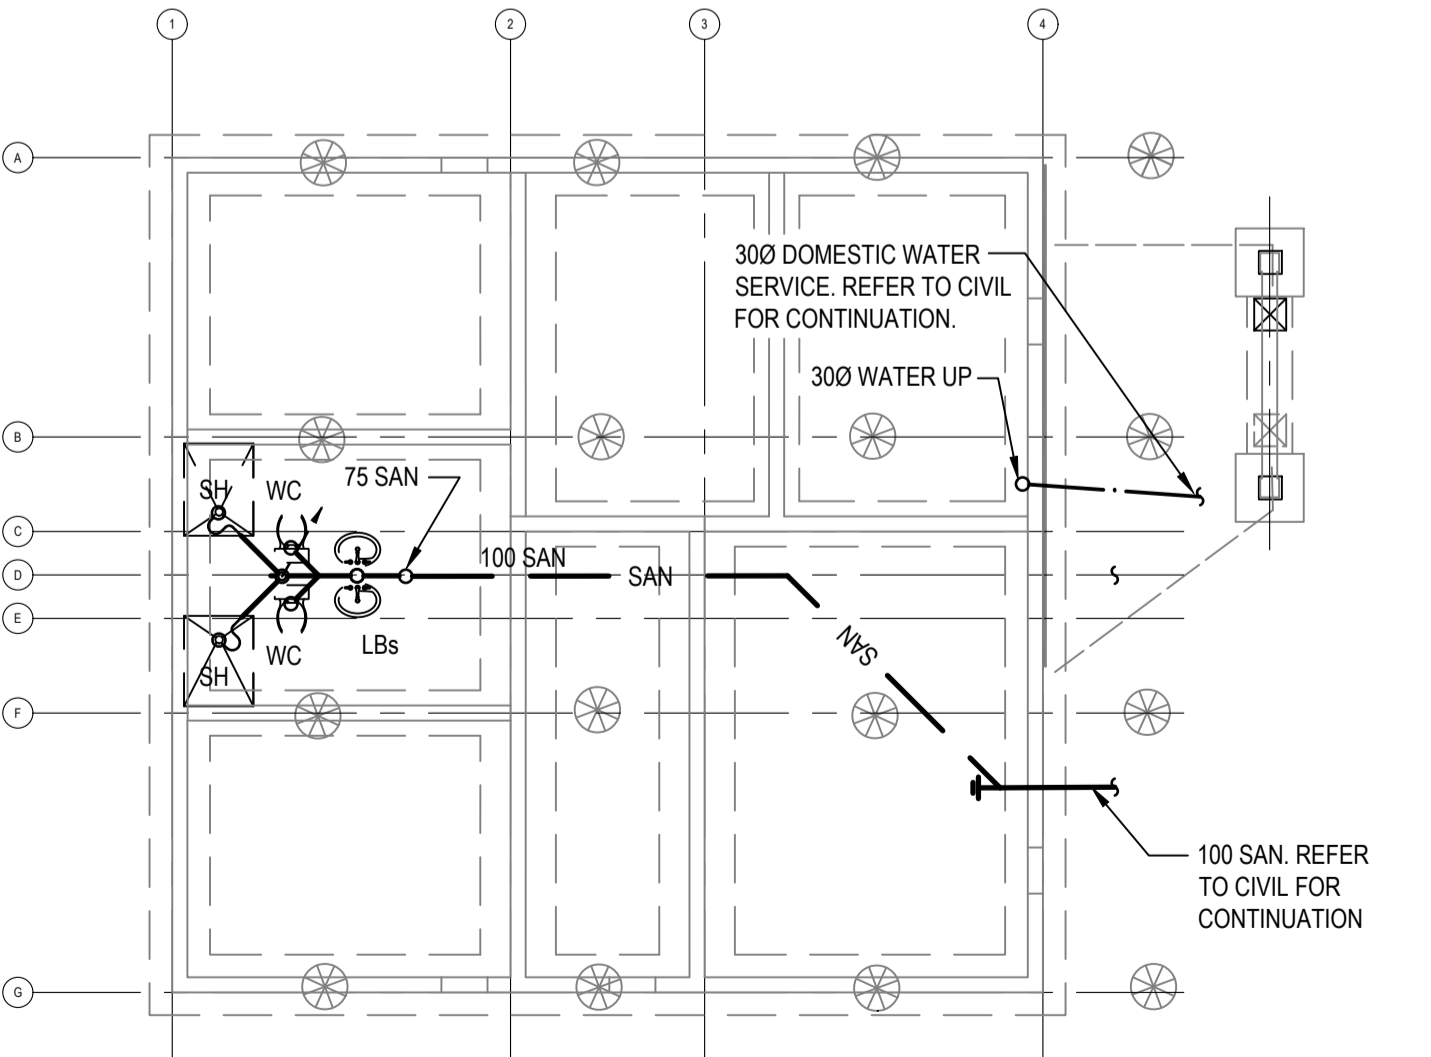 1
2
3
4
A
30Ø DOMESTIC WATER
SERVICE. REFER TO CIVIL
FOR CONTINUATION.
30Ø WATER UP
B
75 SAN
SH
WC
C
100 SAN
D
SAN
E
SAN
LBs
WC
SH
F
100 SAN. REFER
TO CIVIL FOR
CONTINUATION
G